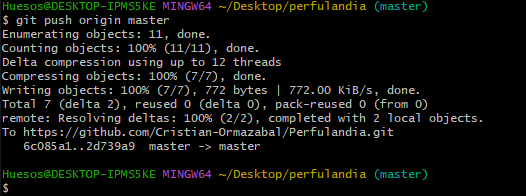 Huesos@DESKTOP-IPMS5KE MINGW64 ~/Desktop/perfulandia (master)
$ git push origin master
Enumerating objects: 11, done.
Counting objects: 100% (11/11), done.
Delta compression using up to 12 threads
Compressing objects: 100% (7/7), done.
Writing objects: 100% (7/7), 772 bytes | 772.00 KiB/s, done.
Total 7 (delta 2), reused 0 (delta 0), pack-reused 0 (from 0)
remote: Resolving deltas: 100% (2/2), completed with 2 local objects.
To https://github.com/Cristian-Ormazabal/Perfulandia.git
   6c085a1..2d739a9  master -> master

Huesos@DESKTOP-IPMS5KE MINGW64 ~/Desktop/perfulandia (master)
$